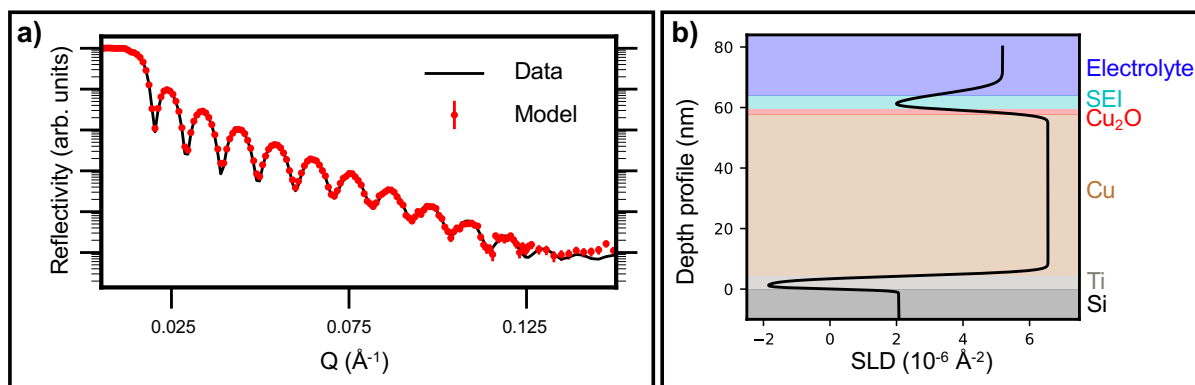 a)
Reflectivity (arb. units)
Data
Model
0.025 0.075 0.125
Q (Å⁻¹)
b)
Depth profile (nm)
80
60
40
20
0
Electrolyte
SEI
Cu₂O
Cu
Ti
Si
−2 0 2 4 6
SLD (10⁻⁶ Å⁻²)